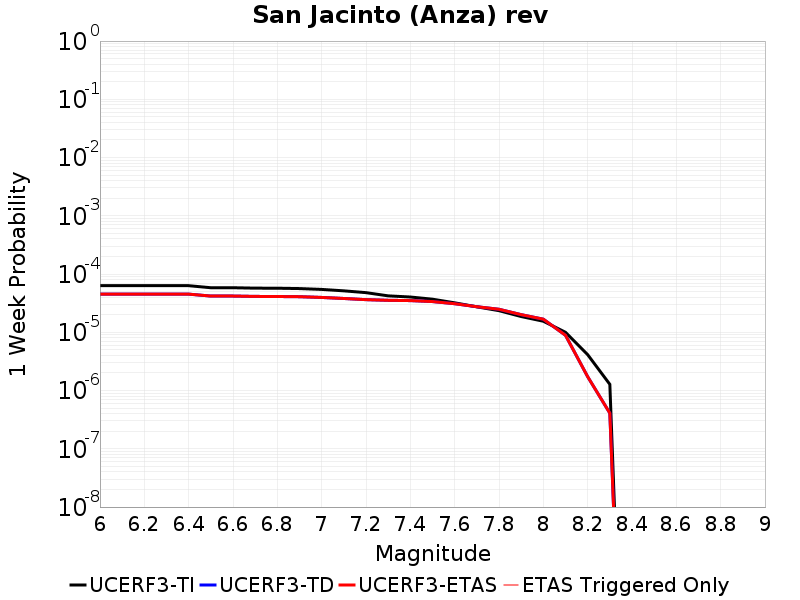 San Jacinto (Anza) rev
1 Week Probability
10^0
10^-1
10^-2
10^-3
10^-4
10^-5
10^-6
10^-7
10^-8
6 6.2 6.4 6.6 6.8 7 7.2 7.4 7.6 7.8 8 8.2 8.4 8.6 8.8 9
Magnitude
UCERF3-TI UCERF3-TD UCERF3-ETAS ETAS Triggered Only